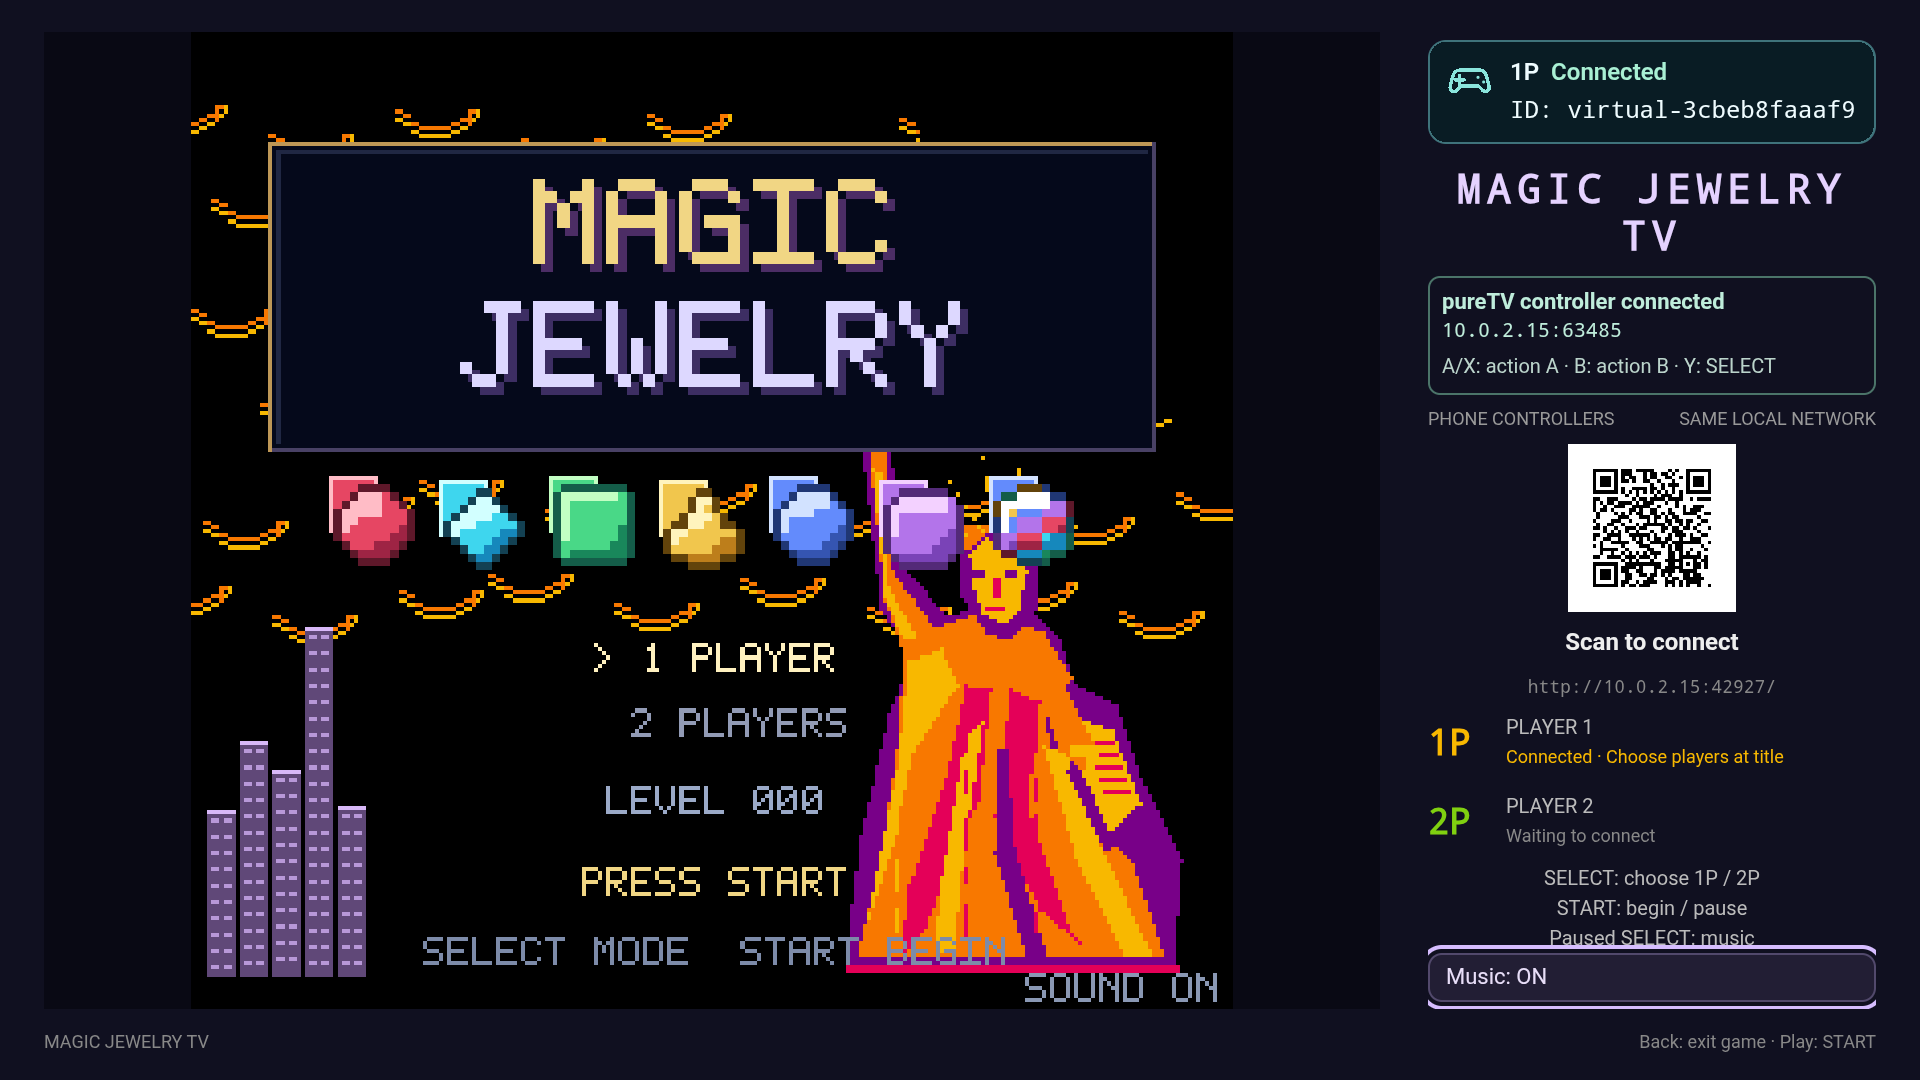 MAGIC
JEWELRY
> 1 PLAYER
2 PLAYERS
LEVEL 000
PRESS START
SELECT MODE START BEGIN
SOUND ON
1P Connected
ID: virtual-3cbeb8faaaf9
MAGIC JEWELRY
TV
pureTV controller connected
10.0.2.15:63485
A/X: action A · B: action B · Y: SELECT
PHONE CONTROLLERS SAME LOCAL NETWORK
Scan to connect
http://10.0.2.15:42927/
1P PLAYER 1
Connected · Choose players at title
2P PLAYER 2
Waiting to connect
SELECT: choose 1P / 2P
START: begin / pause
Paused SELECT: music
Music: ON
MAGIC JEWELRY TV
Back: exit game · Play: START